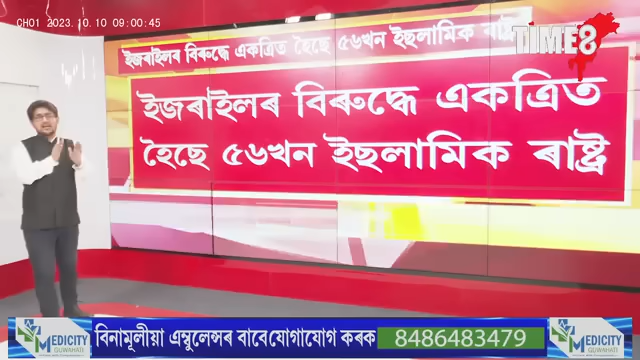 CH01 2023.10.10 09:00:45
ইজৰাইলৰ বিৰুদ্ধে একত্ৰিত হৈছে ৫৬খন ইছলামিক ৰাষ্ট্ৰ
TIME8
ইজৰাইলৰ বিৰুদ্ধে একত্ৰিত
হৈছে ৫৬খন ইছলামিক ৰাষ্ট্ৰ
MEDICITY
GUWAHATI
বিনামূলীয়া এম্বুলেন্সৰ বাবে যোগাযোগ কৰক
8486483479
MEDICITY
GUWAHATI